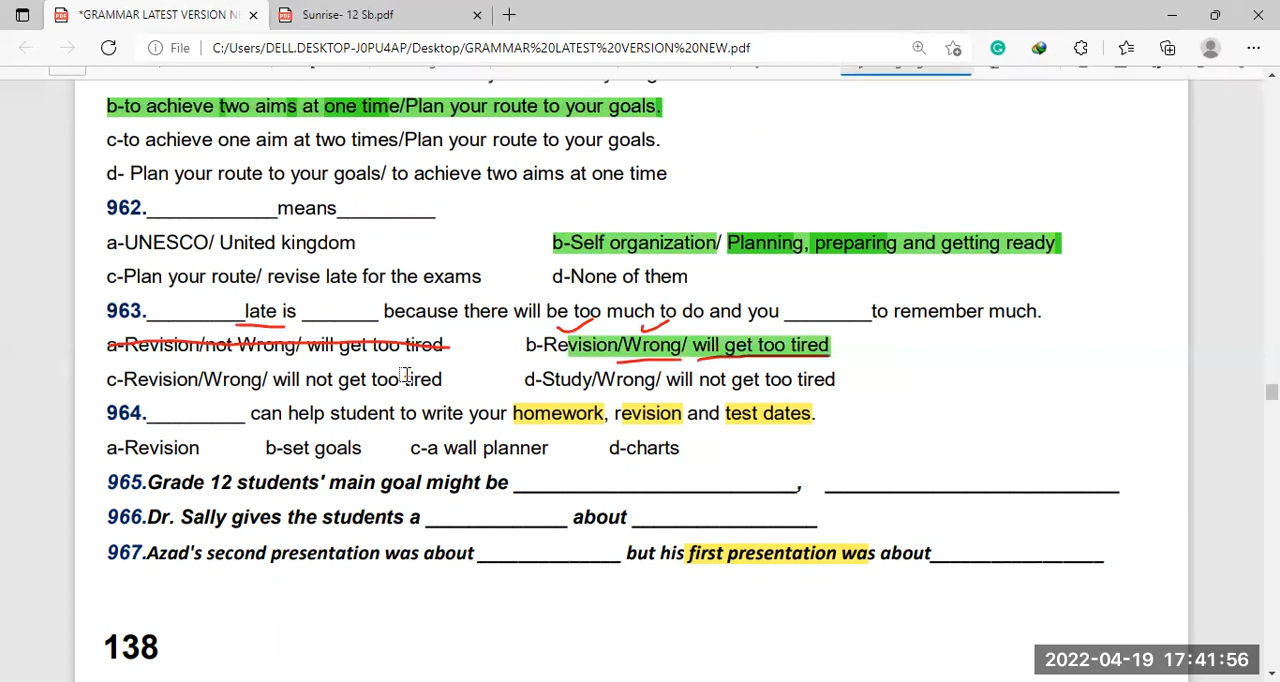 *GRAMMAR LATEST VERSION N
Sunrise- 12 Sb.pdf
File C:/Users/DELL.DESKTOP-J0PU4AP/Desktop/GRAMMAR%20LATEST%20VERSION%20NEW.pdf
b-to achieve two aims at one time/Plan your route to your goals.
c-to achieve one aim at two times/Plan your route to your goals.
d- Plan your route to your goals/ to achieve two aims at one time
962.____________means_________
a-UNESCO/ United kingdom b-Self organization/ Planning, preparing and getting ready
c-Plan your route/ revise late for the exams d-None of them
963._________late is _______ because there will be too much to do and you ________to remember much.
a-Revision/not Wrong/ will get too tired b-Revision/Wrong/ will get too tired
c-Revision/Wrong/ will not get too tired d-Study/Wrong/ will not get too tired
964._________ can help student to write your homework, revision and test dates.
a-Revision b-set goals c-a wall planner d-charts
965.Grade 12 students' main goal might be __________________________, ___________________________
966.Dr. Sally gives the students a _____________ about _________________
967.Azad's second presentation was about _____________ but his first presentation was about________________
138
2022-04-19 17:41:56